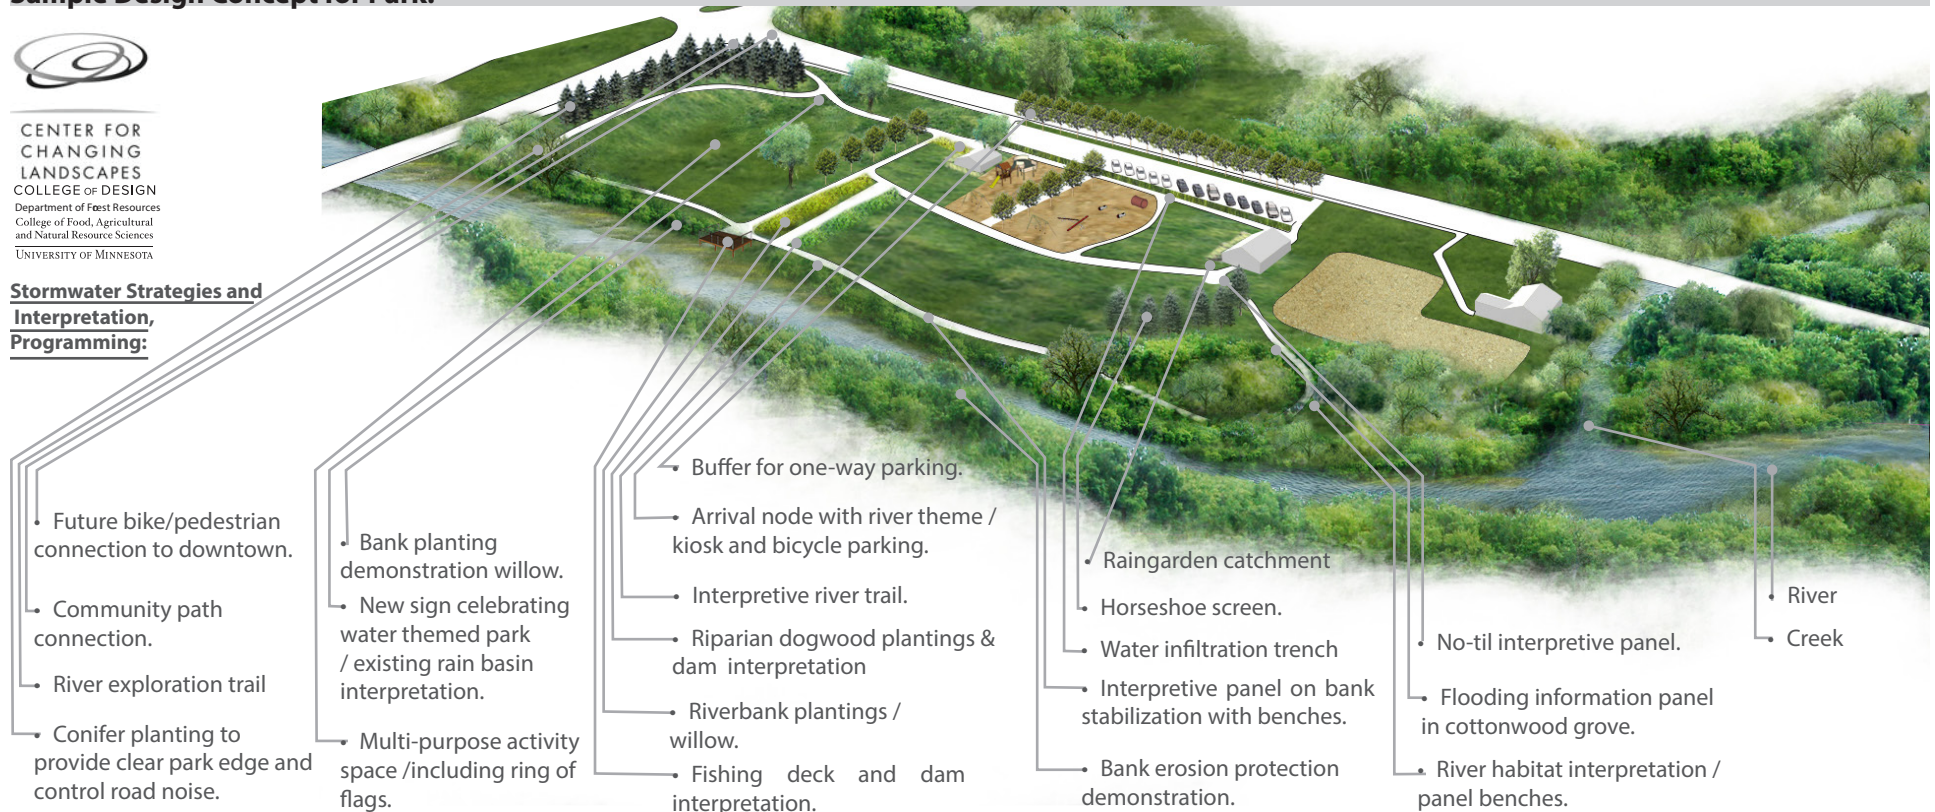 Sample Design Concept for Park:
CENTER FOR
CHANGING
LANDSCAPES
COLLEGE OF DESIGN
Department of Forest Resources
College of Food, Agricultural
and Natural Resource Sciences
UNIVERSITY OF MINNESOTA
Stormwater Strategies and
Interpretation,
Programming:
• Future bike/pedestrian
connection to downtown.
• Community path
connection.
• River exploration trail
• Conifer planting to
provide clear park edge and
control road noise.
• Bank planting
demonstration willow.
• New sign celebrating
water themed park
/ existing rain basin
interpretation.
• Multi-purpose activity
space /including ring of
flags.
• Buffer for one-way parking.
• Arrival node with river theme /
kiosk and bicycle parking.
• Interpretive river trail.
• Riparian dogwood plantings &
dam interpretation
• Riverbank plantings /
willow.
• Fishing deck and dam
interpretation.
• Raingarden catchment
• Horseshoe screen.
• Water infiltration trench
• Interpretive panel on bank
stabilization with benches.
• Bank erosion protection
demonstration.
• No-til interpretive panel.
• Flooding information panel
in cottonwood grove.
• River habitat interpretation /
panel benches.
• River
• Creek